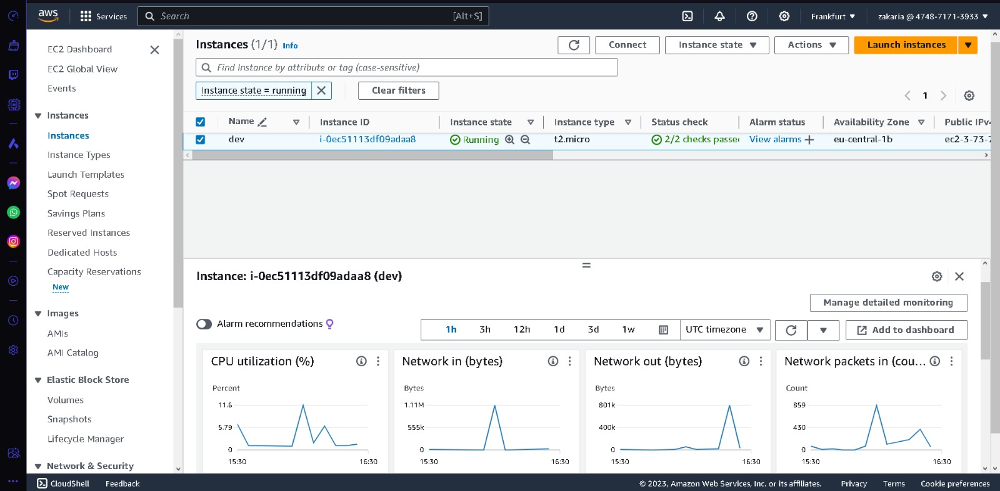 aws
Services
Search
[Alt+S]
Frankfurt
zakaria @ 4748-7171-3933
EC2 Dashboard
EC2 Global View
Events
Instances
Instances
Instance Types
Launch Templates
Spot Requests
Savings Plans
Reserved Instances
Dedicated Hosts
Capacity Reservations
New
Images
AMIs
AMI Catalog
Elastic Block Store
Volumes
Snapshots
Lifecycle Manager
Network & Security
Instances (1/1) Info
Connect
Instance state
Actions
Launch instances
Find Instance by attribute or tag (case-sensitive)
Instance state = running
Clear filters
1
Name Instance ID Instance state Instance type Status check Alarm status Availability Zone Public IPv4
dev i-0ec51113df09adaa8 Running t2.micro 2/2 checks passed View alarms + eu-central-1b ec2-3-73-7
Instance: i-0ec51113df09adaa8 (dev)
Manage detailed monitoring
Alarm recommendations
1h 3h 12h 1d 3d 1w
UTC timezone
Add to dashboard
CPU utilization (%)
Percent
11.6
5.79
0
15:30 16:30
Network in (bytes)
Bytes
1.11M
555k
0
15:30 16:30
Network out (bytes)
Bytes
801k
400k
0
15:30 16:30
Network packets in (cou...
Count
859
430
0
15:30 16:30
CloudShell
Feedback
© 2023, Amazon Web Services, Inc. or its affiliates.
Privacy
Terms
Cookie preferences